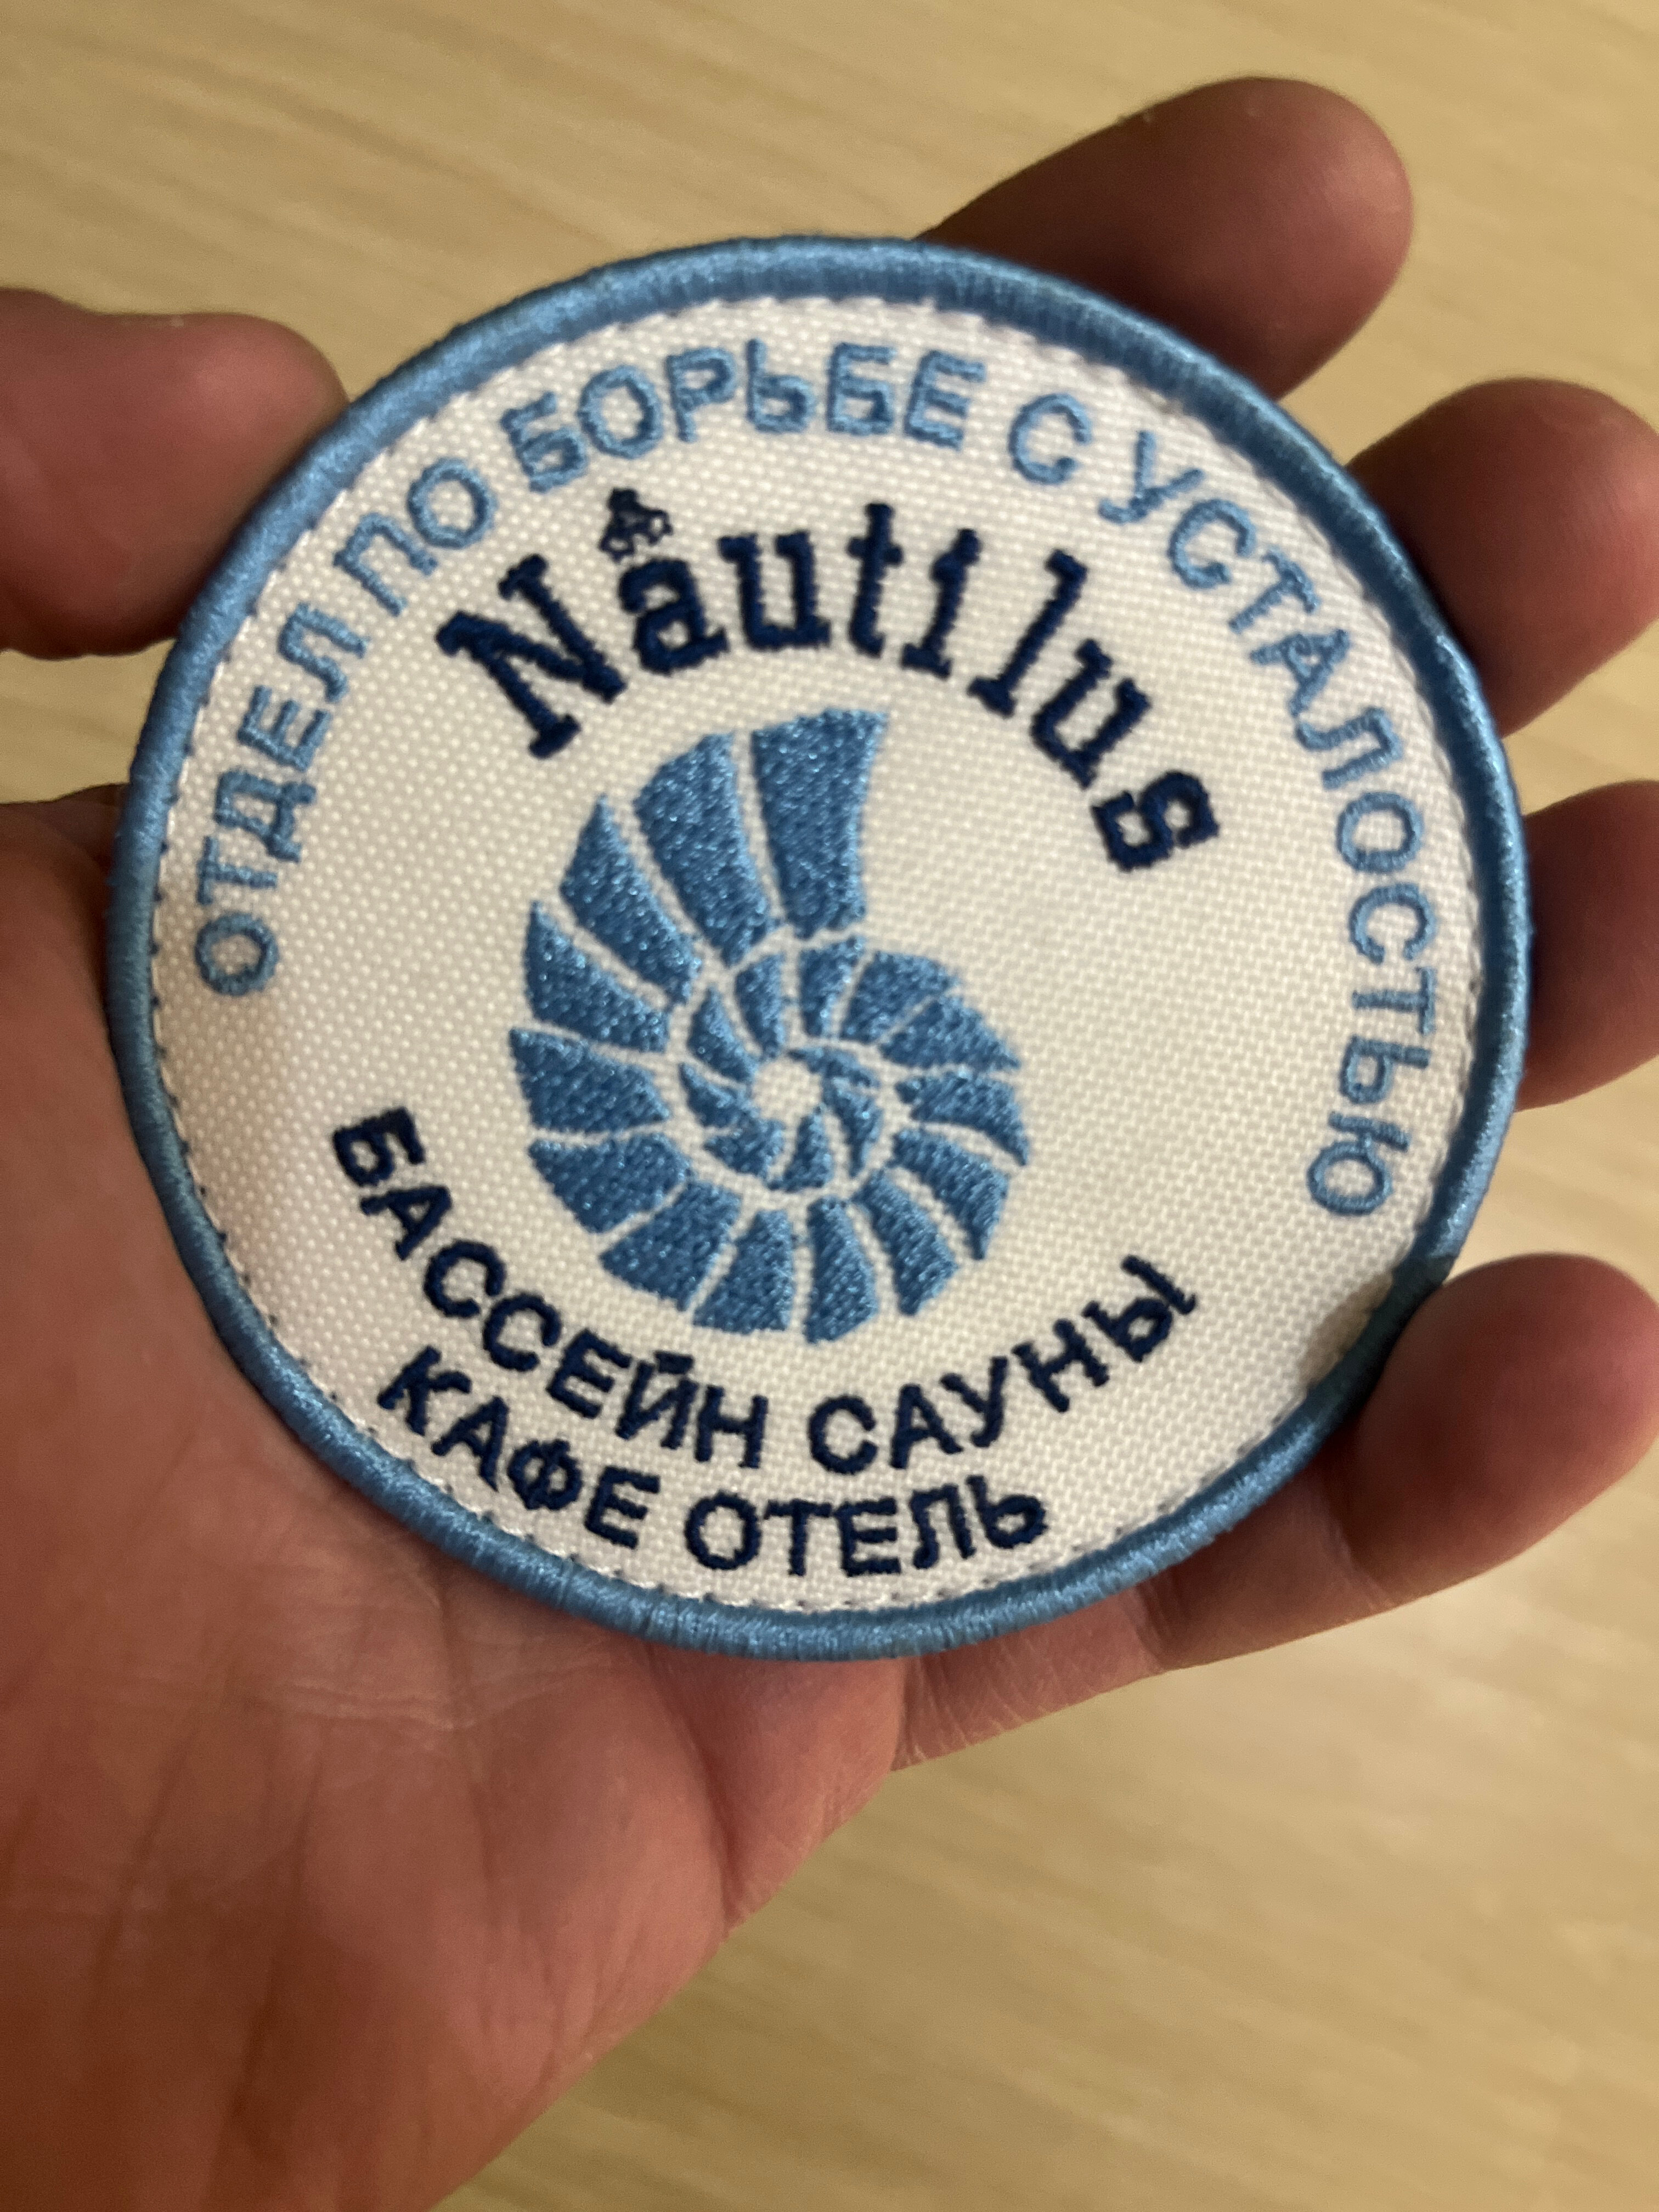 ОТДЕЛ ПО БОРЬБЕ С УСТАЛОСТЬЮ
Nautilus
БАССЕЙН САУНЫ
КАФЕ ОТЕЛЬ